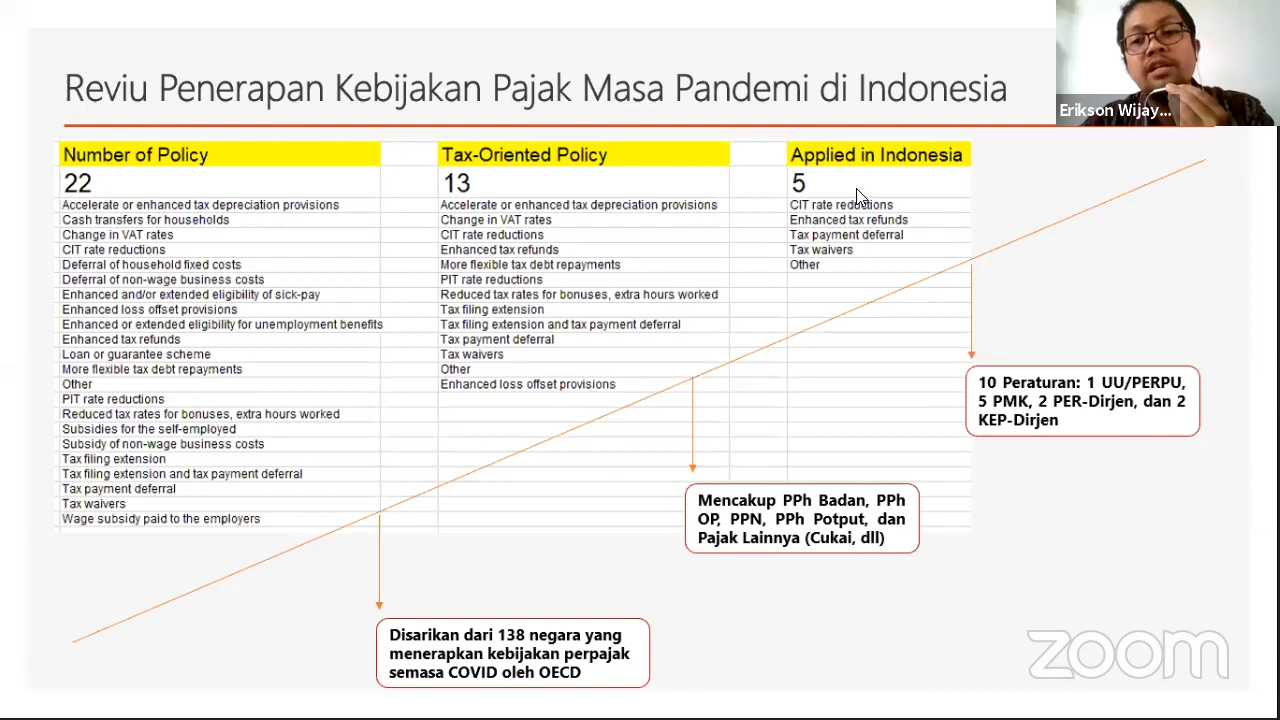 Reviu Penerapan Kebijakan Pajak Masa Pandemi di Indonesia
Erikson Wijay...
Number of Policy
22
Accelerate or enhanced tax depreciation provisions
Cash transfers for households
Change in VAT rates
CIT rate reductions
Deferral of household fixed costs
Deferral of non-wage business costs
Enhanced and/or extended eligibility of sick-pay
Enhanced loss offset provisions
Enhanced or extended eligibility for unemployment benefits
Enhanced tax refunds
Loan or guarantee scheme
More flexible tax debt repayments
Other
PIT rate reductions
Reduced tax rates for bonuses, extra hours worked
Subsidies for the self-employed
Subsidy of non-wage business costs
Tax filing extension
Tax filing extension and tax payment deferral
Tax payment deferral
Tax waivers
Wage subsidy paid to the employers
Tax-Oriented Policy
13
Accelerate or enhanced tax depreciation provisions
Change in VAT rates
CIT rate reductions
Enhanced tax refunds
More flexible tax debt repayments
PIT rate reductions
Reduced tax rates for bonuses, extra hours worked
Tax filing extension
Tax filing extension and tax payment deferral
Tax payment deferral
Tax waivers
Other
Enhanced loss offset provisions
Applied in Indonesia
5
CIT rate reductions
Enhanced tax refunds
Tax payment deferral
Tax waivers
Other
10 Peraturan: 1 UU/PERPU,
5 PMK, 2 PER-Dirjen, dan 2
KEP-Dirjen
Mencakup PPh Badan, PPh
OP, PPN, PPh Potput, dan
Pajak Lainnya (Cukai, dll)
Disarikan dari 138 negara yang
menerapkan kebijakan perpajak
semasa COVID oleh OECD
zoom